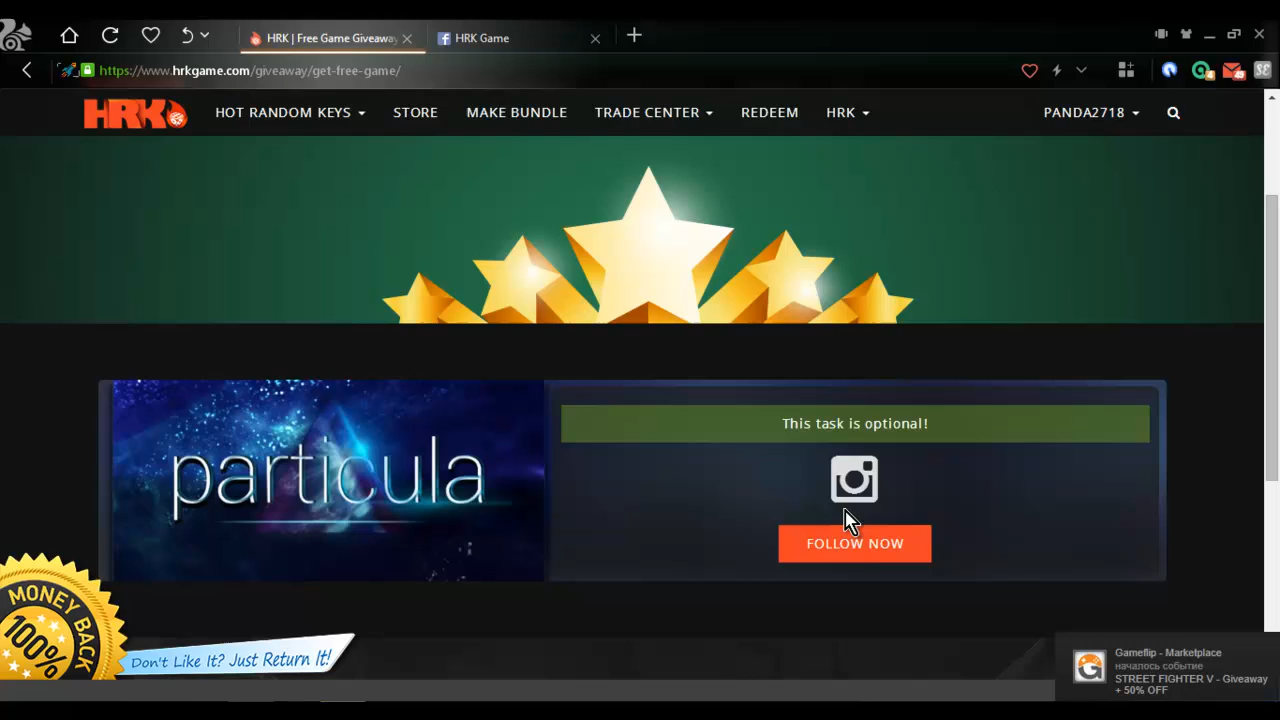 HRK | Free Game Giveaway
HRK Game
https://www.hrkgame.com/giveaway/get-free-game/
HRK
HOT RANDOM KEYS
STORE
MAKE BUNDLE
TRADE CENTER
REDEEM
HRK
PANDA2718
This task is optional!
particula
FOLLOW NOW
MONEY BACK
100%
Don't Like It? Just Return It!
Gameflip - Marketplace
началось событие
STREET FIGHTER V - Giveaway
+ 50% OFF